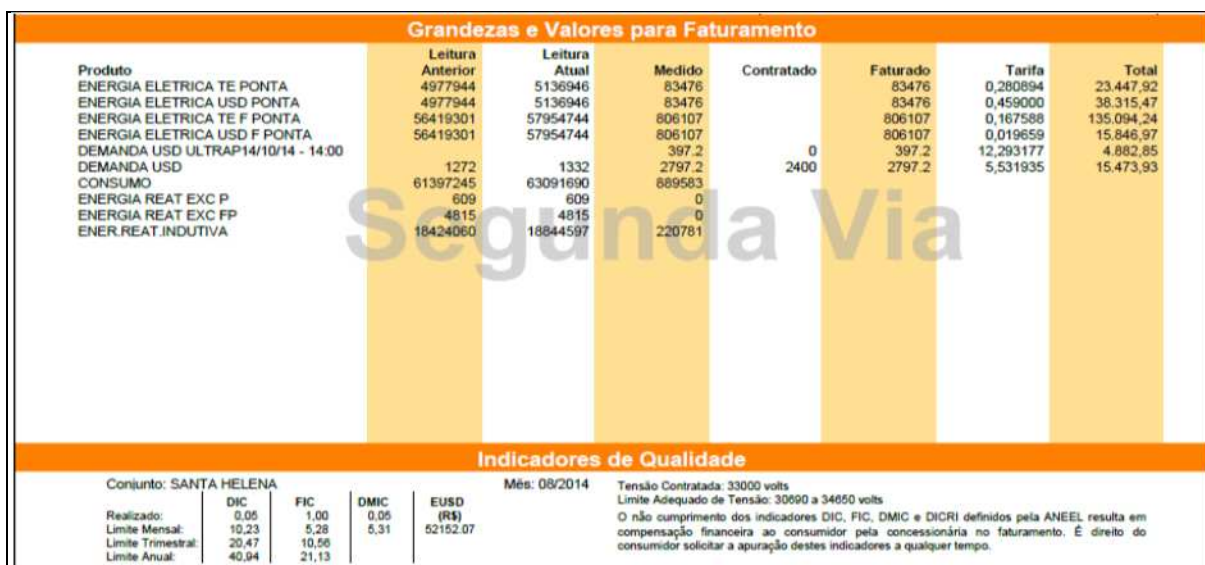 Grandezas e Valores para Faturamento
Produto Leitura Anterior Leitura Atual Medido Contratado Faturado Tarifa Total
ENERGIA ELETRICA TE PONTA 4977944 5136946 83476 83476 0,280894 23.447,92
ENERGIA ELETRICA USD PONTA 4977944 5136946 83476 83476 0,459000 38.315,47
ENERGIA ELETRICA TE F PONTA 56419301 57954744 806107 806107 0,167588 135.094,24
ENERGIA ELETRICA USD F PONTA 56419301 57954744 806107 806107 0,019659 15.846,97
DEMANDA USD ULTRAP14/10/14 - 14:00 397.2 0 397.2 12,293177 4.882,85
DEMANDA USD 1272 1332 2797.2 2400 2797.2 5,531935 15.473,93
CONSUMO 61397245 63091690 889583
ENERGIA REAT EXC P 609 609 0
ENERGIA REAT EXC FP 4815 4815 0
ENER.REAT.INDUTIVA 18424060 18844597 220781
Segunda Via
Indicadores de Qualidade
Conjunto: SANTA HELENA Mês: 08/2014
DIC FIC DMIC EUSD (R$)
Realizado: 0,05 1,00 0,05 52152.07
Limite Mensal: 10,23 5,28 5,31
Limite Trimestral: 20,47 10,56
Limite Anual: 40,94 21,13
Tensão Contratada: 33000 volts
Limite Adequado de Tensão: 30690 a 34650 volts
O não cumprimento dos indicadores DIC, FIC, DMIC e DICRI definidos pela ANEEL resulta em
compensação financeira ao consumidor pela concessionária no faturamento. É direito do
consumidor solicitar a apuração destes indicadores a qualquer tempo.